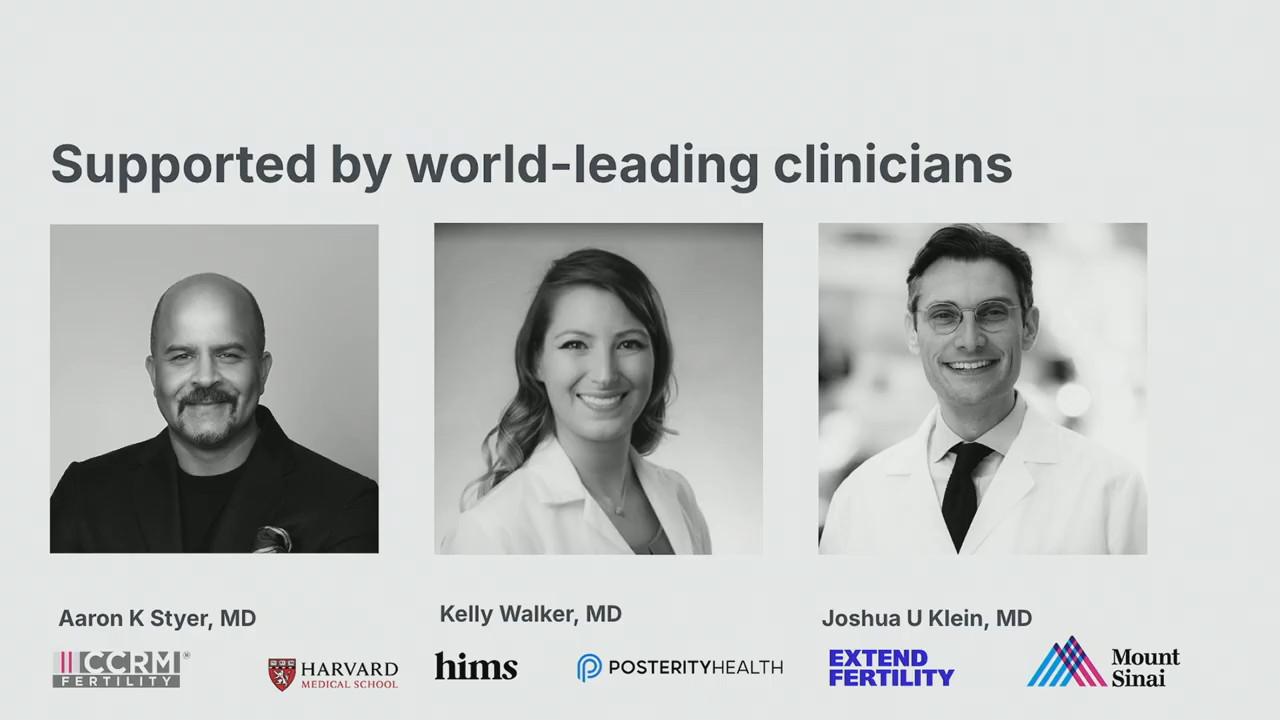 Supported by world-leading clinicians
Aaron K Styer, MD
Kelly Walker, MD
Joshua U Klein, MD
CCRM®
FERTILITY
HARVARD
MEDICAL SCHOOL
hims
POSTERITYHEALTH
EXTEND
FERTILITY
Mount
Sinai